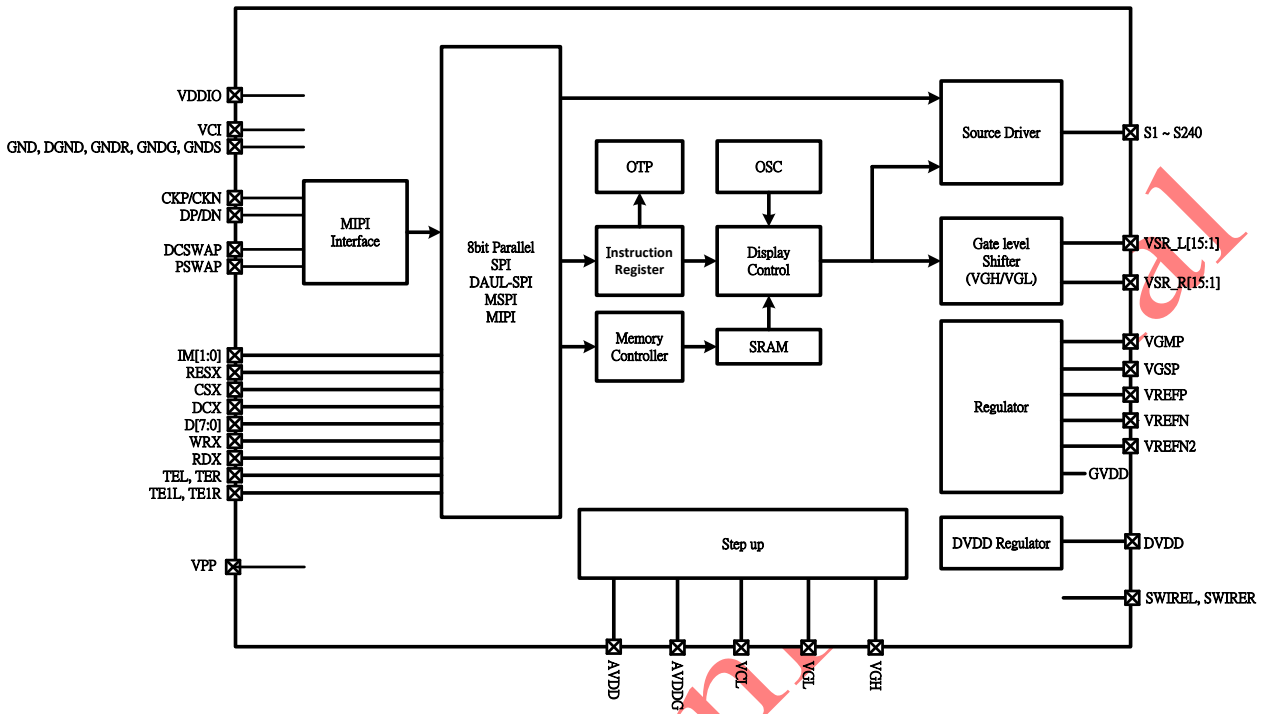 VDDIO
VCI
GND, DGND, GNDR, GNDG, GNDS
CKP/CKN
DP/DN
DCSWAP
PSWAP
MIPI
Interface
IM[1:0]
RESX
CSX
DCX
D[7:0]
WRX
RDX
TEL, TER
TE1L, TE1R
VPP
8bit Parallel
SPI
DAUL-SPI
MSPI
MIPI
OTP
OSC
Instruction
Register
Display
Control
Memory
Controller
SRAM
Source Driver
S1 ~ S240
Gate level
Shifter
(VGH/VGL)
VSR_L[15:1]
VSR_R[15:1]
Regulator
VGMP
VGSP
VREFP
VREFN
VREFN2
GVDD
Step up
DVDD Regulator
DVDD
SWIREL, SWIRER
AVDD
AVDDG
VCL
VGL
VGH